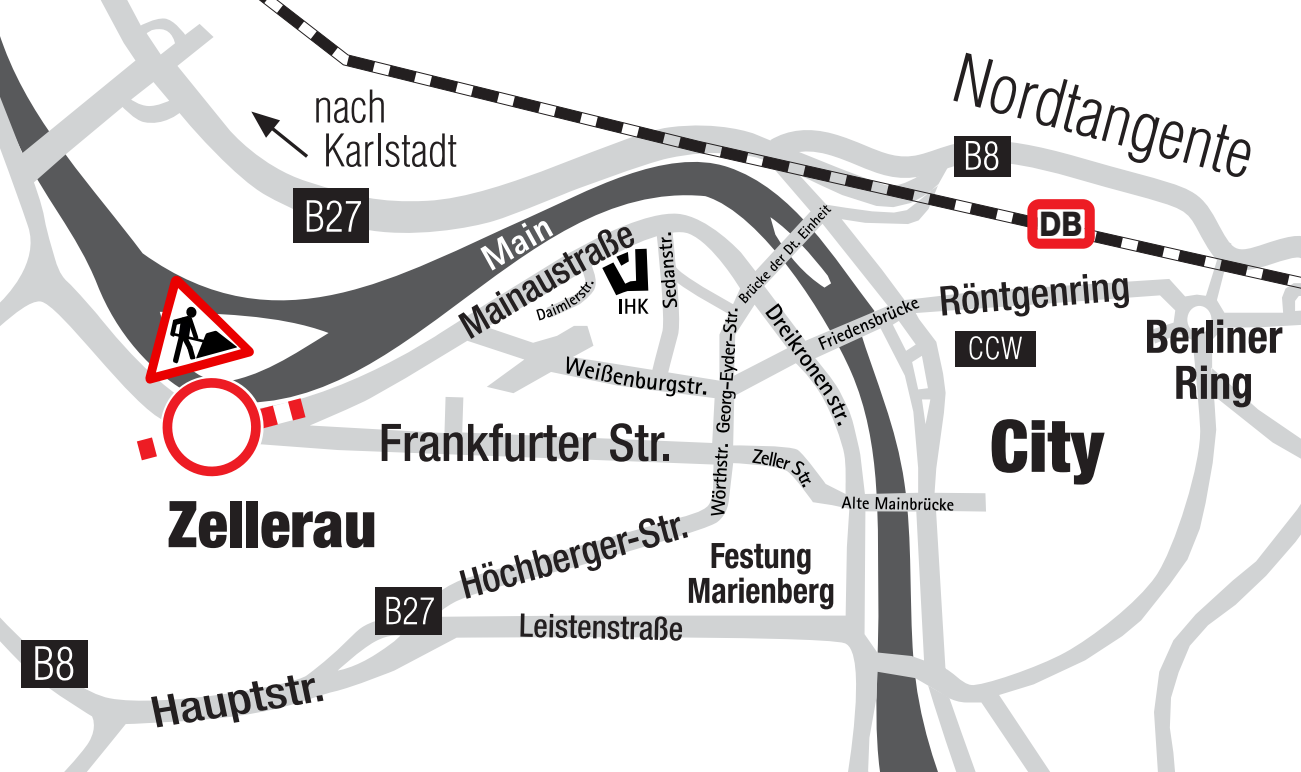 Nordtangente
nach
Karlstadt
B8
B27
DB
Main
Mainaustraße
Daimlerstr.
IHK
Sedanstr.
Brücke der Dt. Einheit
Röntgenring
Friedensbrücke
Dreikronenstr.
CCW
Berliner
Ring
Weißenburgstr.
Georg-Eyder-Str.
Frankfurter Str.
City
Wörthstr.
Zeller Str.
Alte Mainbrücke
Zellerau
Höchberger-Str.
Festung
Marienberg
B27
Leistenstraße
B8
Hauptstr.